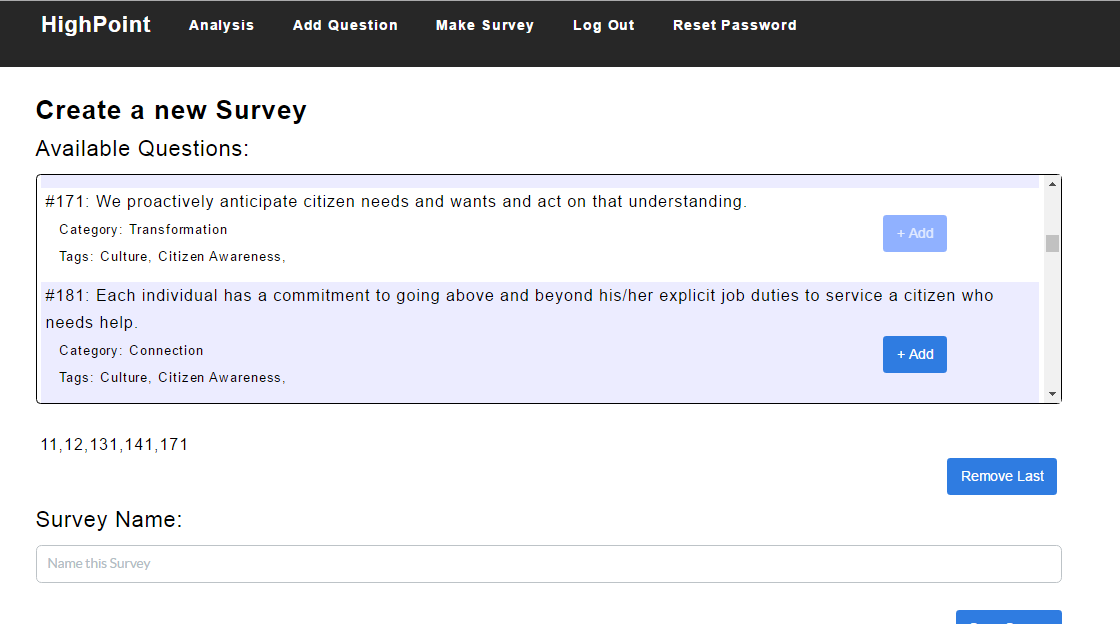 HighPoint Analysis Add Question Make Survey Log Out Reset Password
Create a new Survey
Available Questions:
#171: We proactively anticipate citizen needs and wants and act on that understanding.
Category: Transformation
+ Add
Tags: Culture, Citizen Awareness,
#181: Each individual has a commitment to going above and beyond his/her explicit job duties to service a citizen who
needs help.
Category: Connection
+ Add
Tags: Culture, Citizen Awareness,
11,12,131,141,171
Remove Last
Survey Name:
Name this Survey